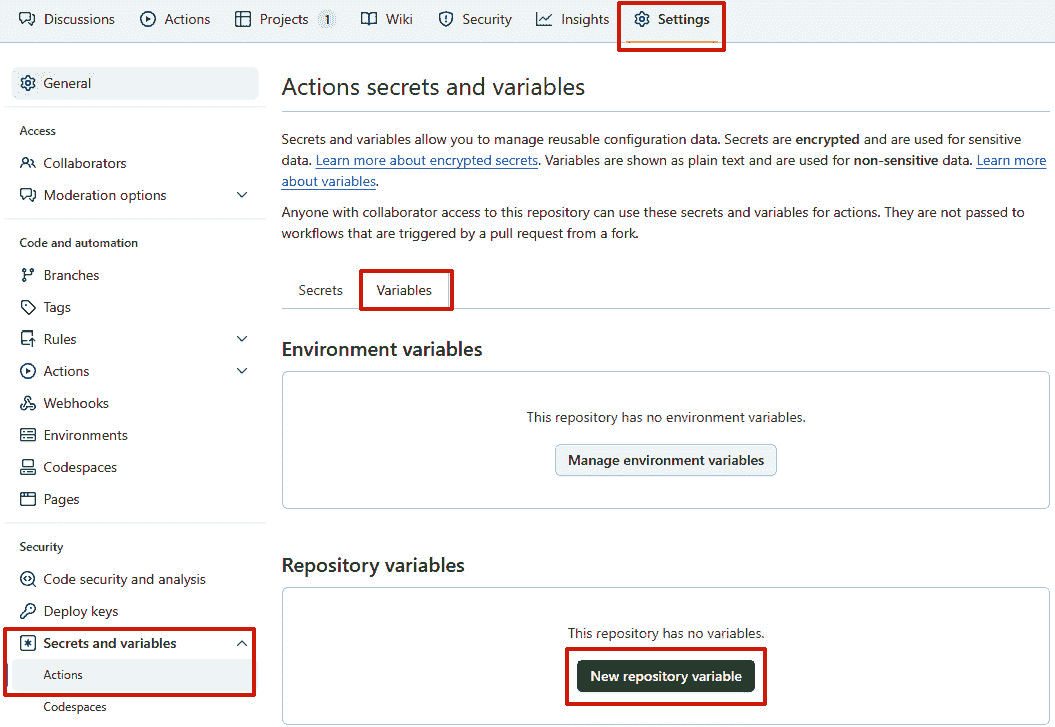 Discussions Actions Projects 1 Wiki Security Insights Settings
General
Access
Collaborators
Moderation options
Code and automation
Branches
Tags
Rules
Actions
Webhooks
Environments
Codespaces
Pages
Security
Code security and analysis
Deploy keys
Secrets and variables
Actions
Codespaces
Actions secrets and variables
Secrets and variables allow you to manage reusable configuration data. Secrets are encrypted and are used for sensitive
data. Learn more about encrypted secrets. Variables are shown as plain text and are used for non-sensitive data. Learn more
about variables.
Anyone with collaborator access to this repository can use these secrets and variables for actions. They are not passed to
workflows that are triggered by a pull request from a fork.
Secrets Variables
Environment variables
This repository has no environment variables.
Manage environment variables
Repository variables
This repository has no variables.
New repository variable